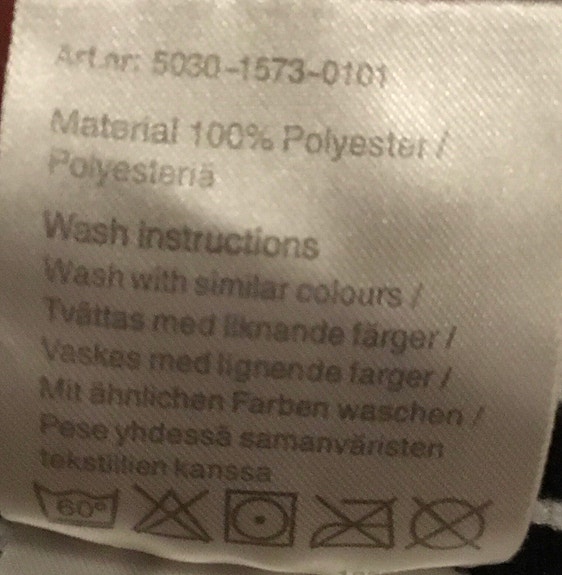 Art.nr: 5030-1573-0101
Material 100% Polyester /
Polyesteriä
Wash instructions
Wash with similar colours /
Tvättas med liknande färger /
Vaskes med lignende farger /
Mit ähnlichen Farben waschen /
Pese yhdessä samanväristen
tekstiilien kanssa
60°